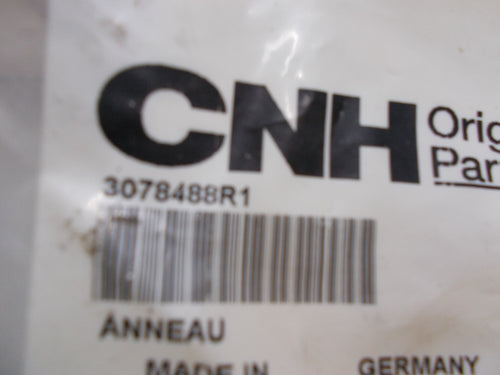 CNH Orig
Par
3078488R1
ANNEAU
MADE IN GERMANY